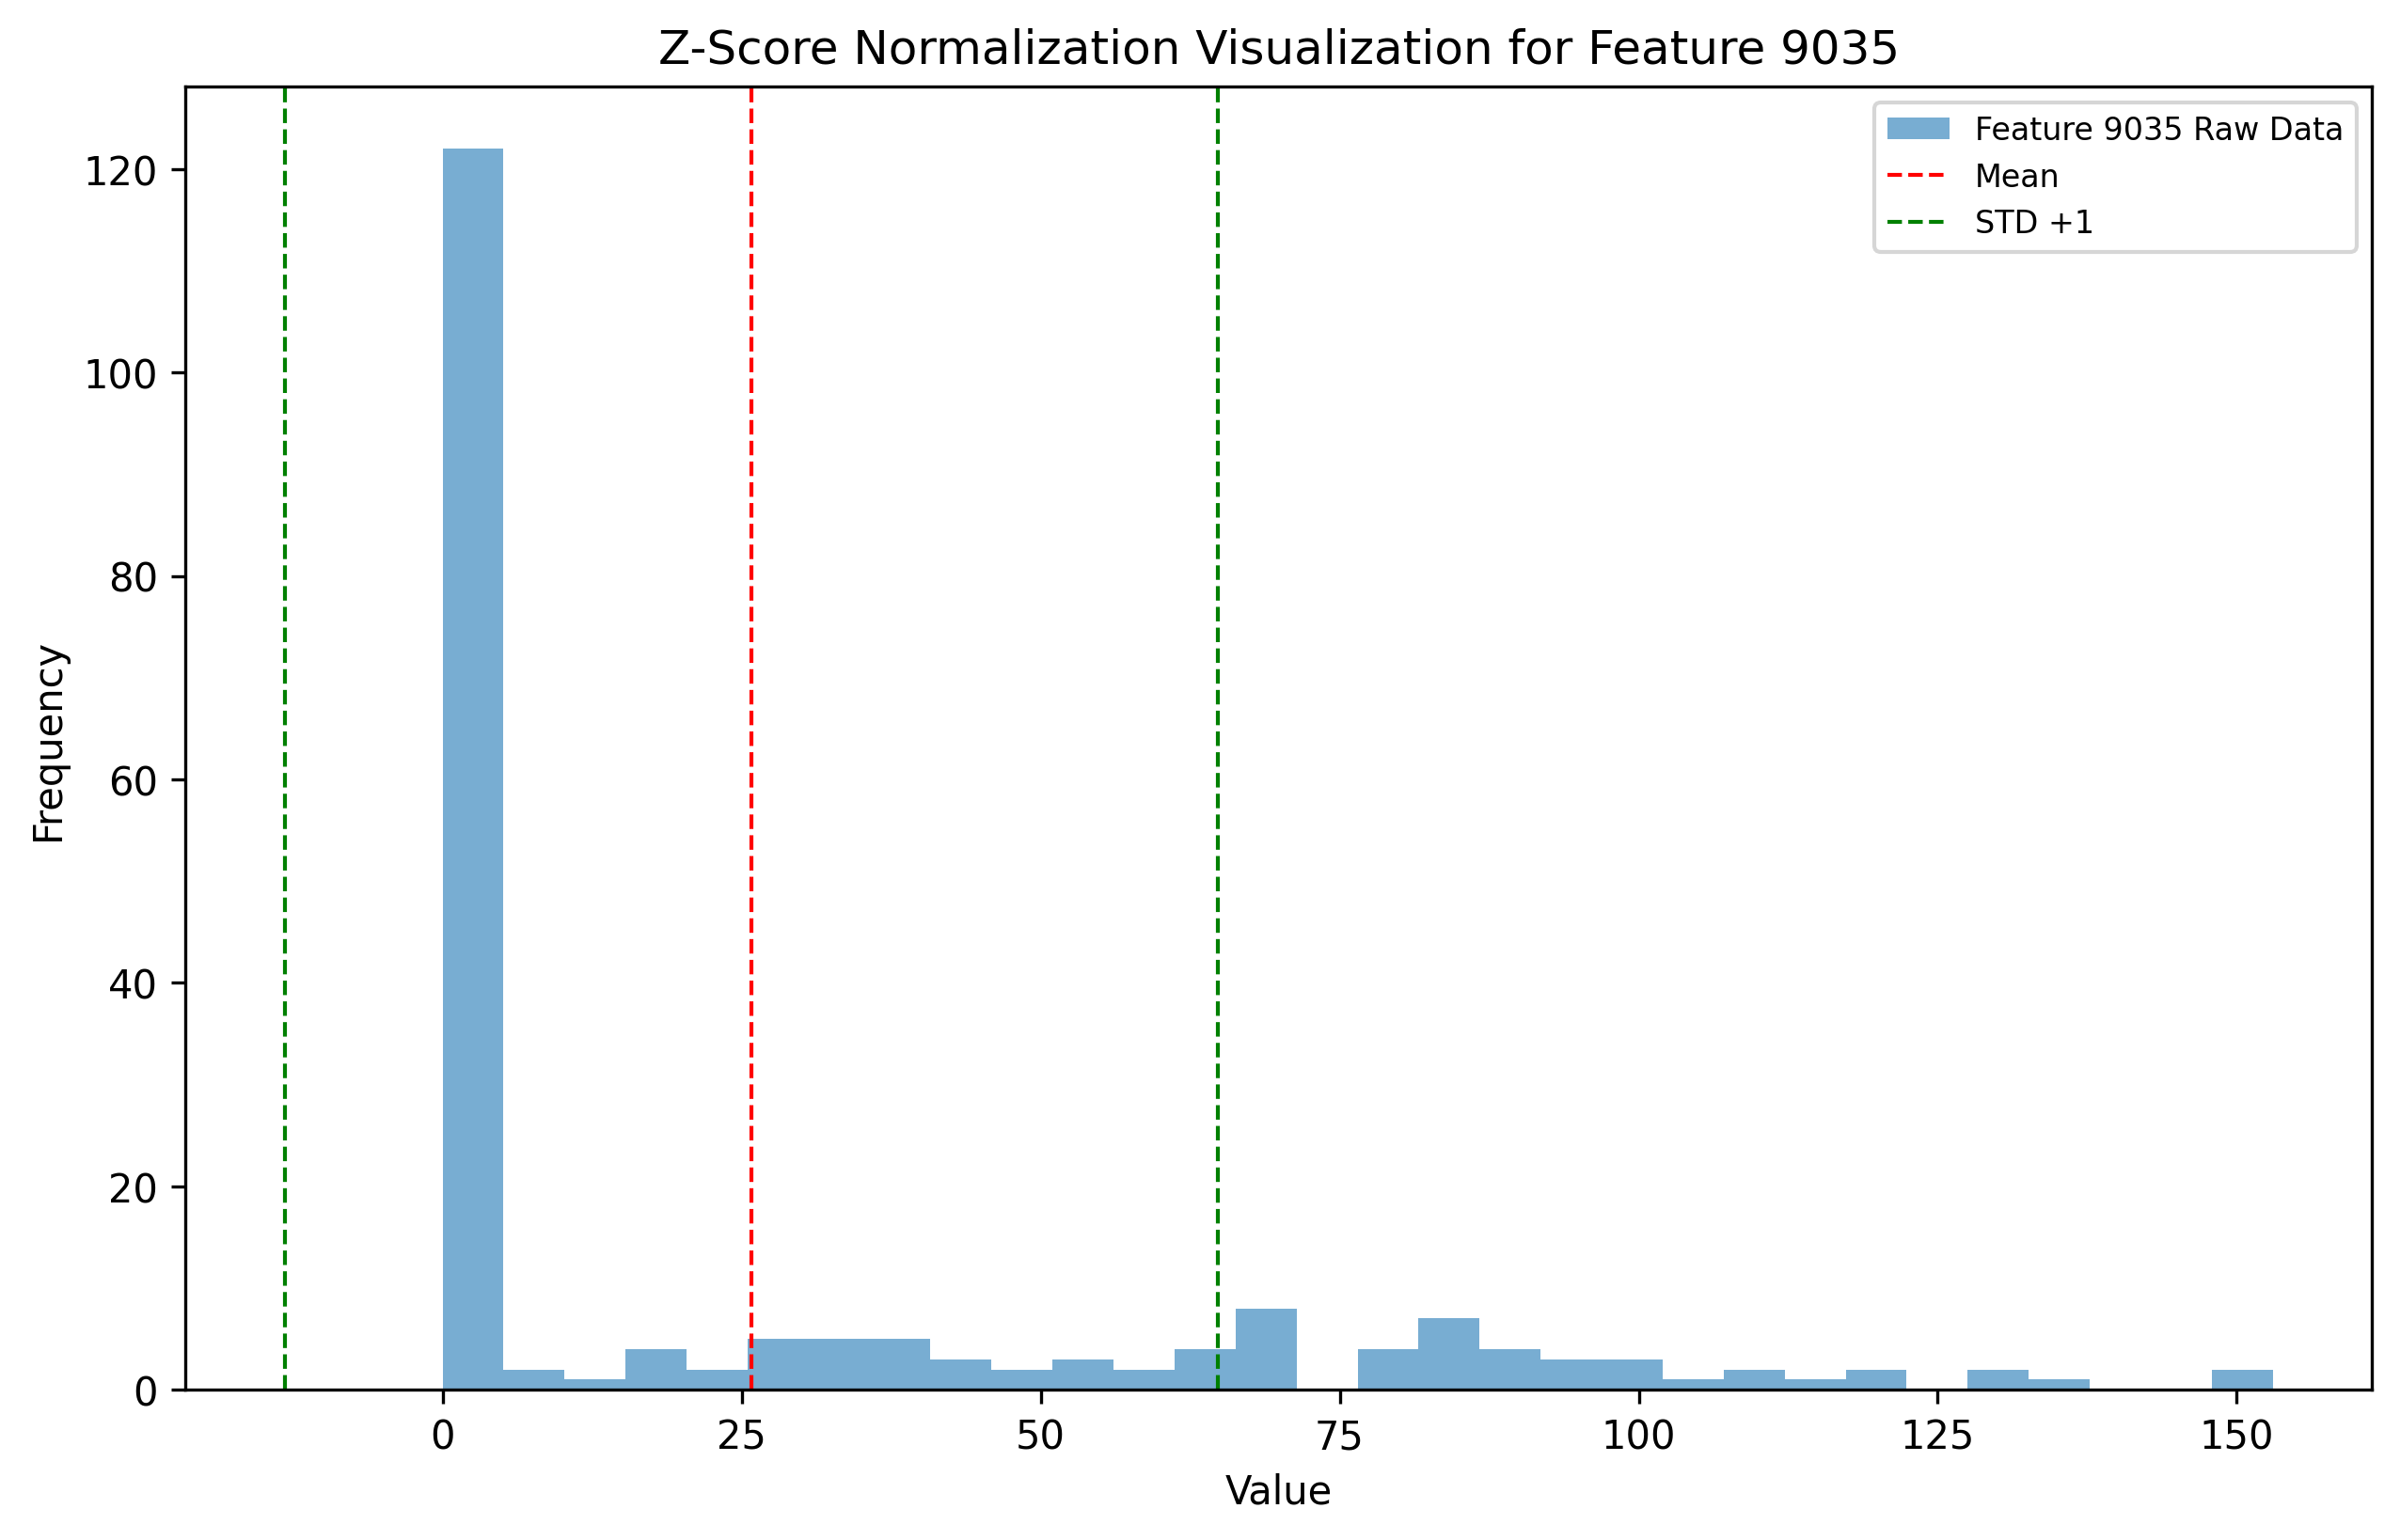 Z-Score Normalization Visualization for Feature 9035
Feature 9035 Raw Data
Mean
STD +1
Frequency
120
100
80
60
40
20
0
0 25 50 75 100 125 150
Value